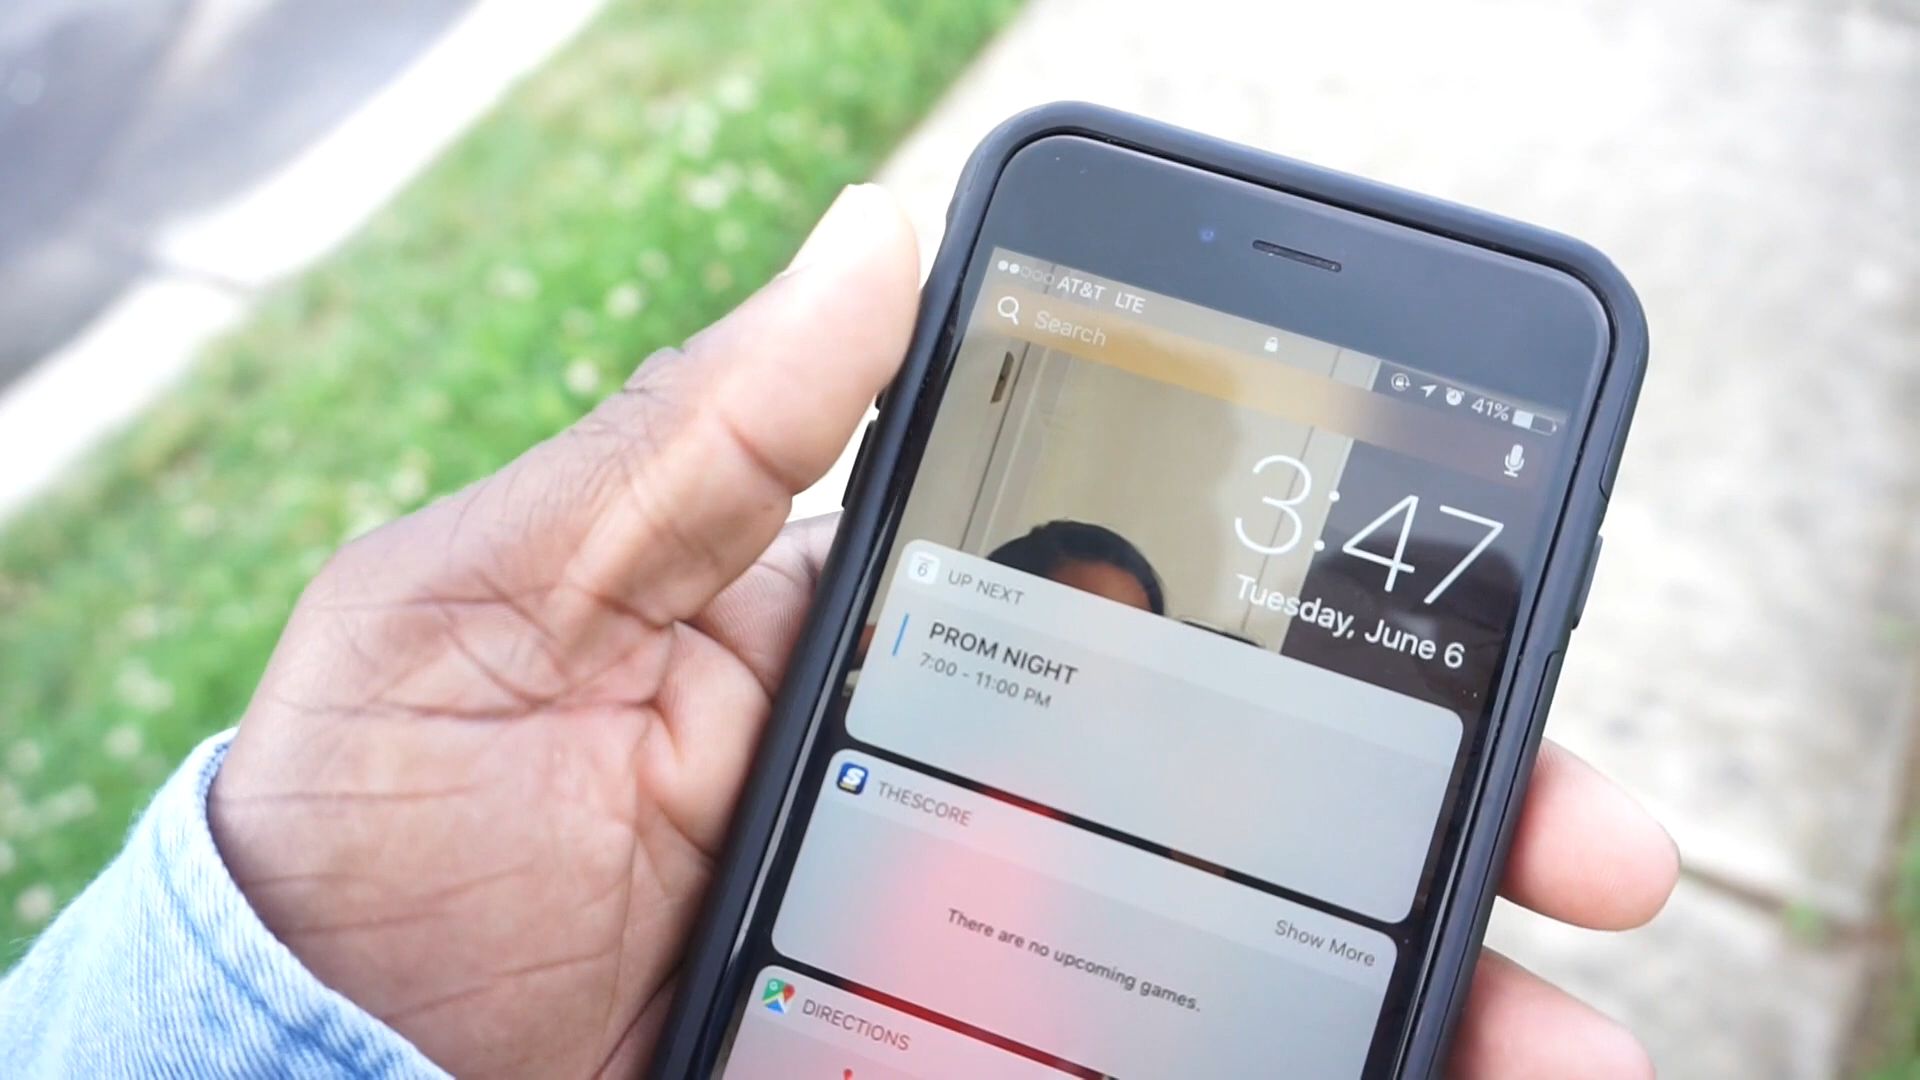 AT&T LTE
41%
Search
3:47
Tuesday, June 6
6 UP NEXT
PROM NIGHT
7:00 - 11:00 PM
S THESCORE
Show More
There are no upcoming games.
G DIRECTIONS